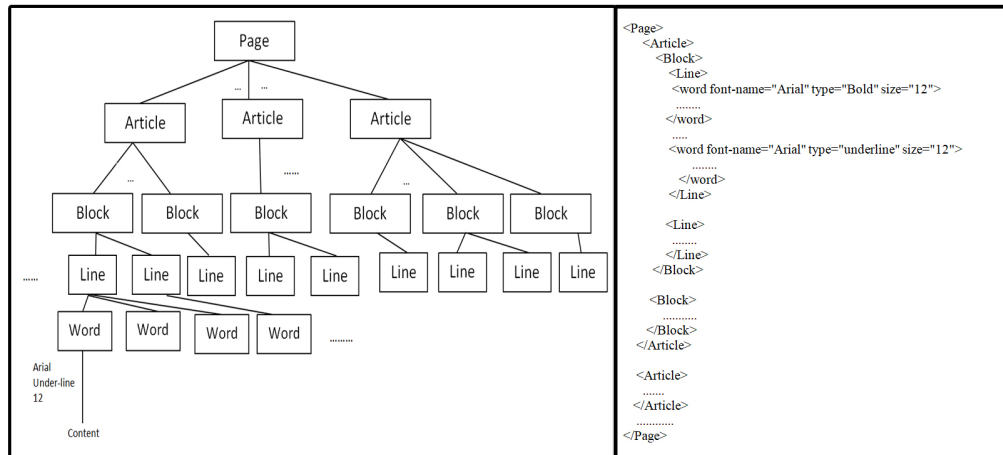 Page
... ...
Article Article Article
... ...... ...
Block Block Block Block Block Block
...... Line Line Line Line Line Line Line Line Line
Word Word Word Word .........
Arial
Under-line
12
Content
<Page>
<Article>
<Block>
<Line>
<word font-name="Arial" type="Bold" size="12">
........
</word>
.....
<word font-name="Arial" type="underline" size="12">
........
</word>
</Line>
<Line>
........
</Line>
</Block>
<Block>
...........
</Block>
</Article>
<Article>
.......
</Article>
............
</Page>